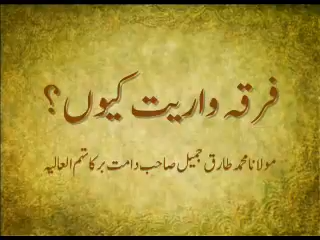 فرقہ واریت کیوں؟
مولانا محمد طارق جمیل صاحب دامت برکاتہم العالیہ